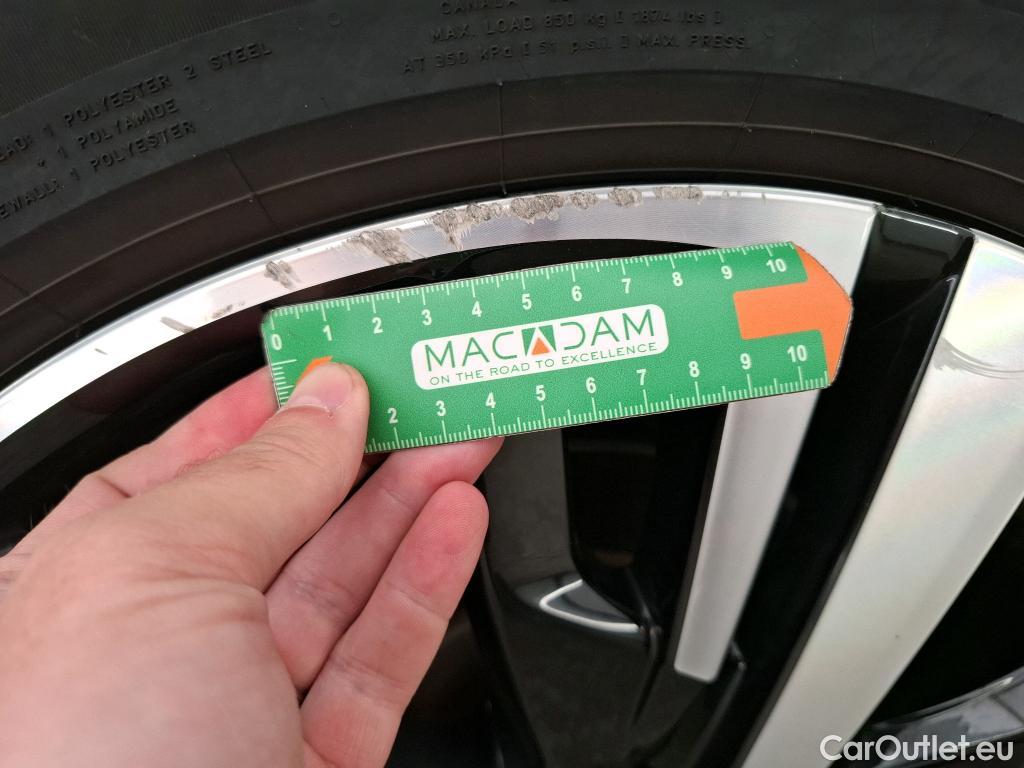 CANADA
MAX. LOAD 850 kg [ 1874 lbs ]
AT 350 KPa [ 51 p.s.i. ] MAX. PRESS.
1 POLYESTER 2 STEEL
1 POLYAMIDE
1 POLYESTER
0 1 2 3 4 5 6 7 8 9 10
MACADAM
ON THE ROAD TO EXCELLENCE
2 3 4 5 6 7 8 9 10
CarOutlet.eu